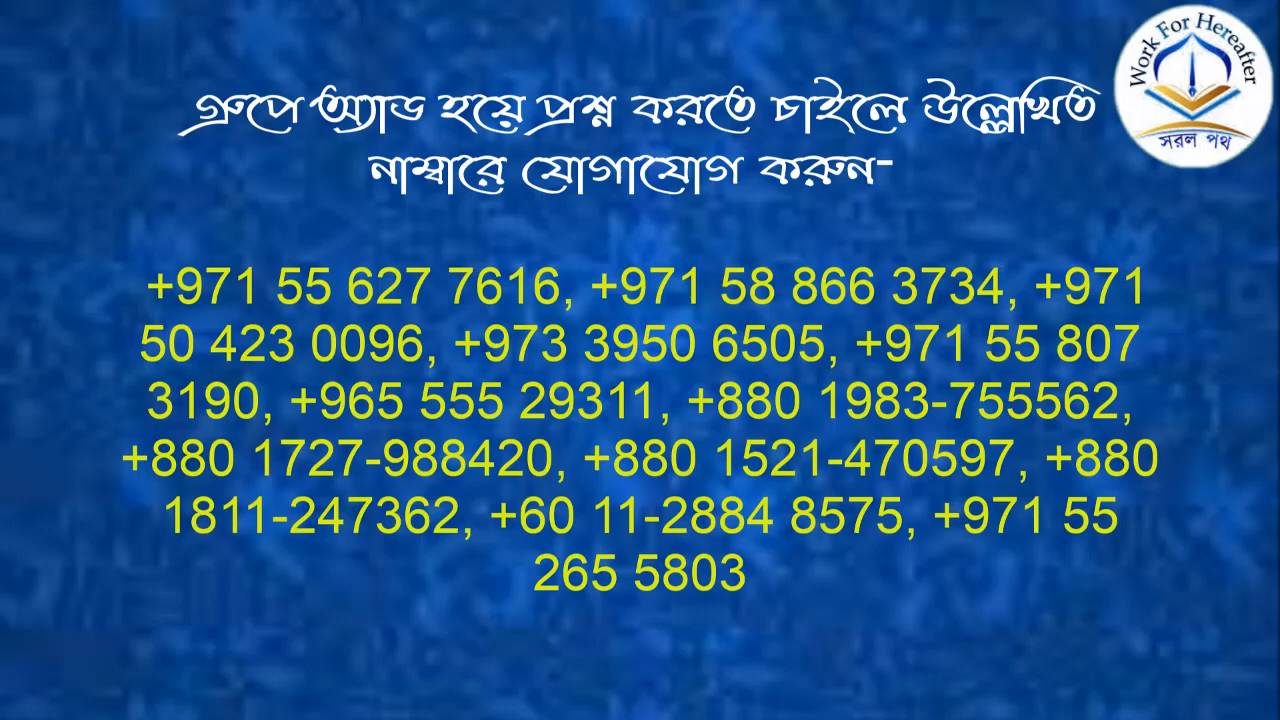 Work For Hereafter
সরল পথ
গ্রুপে অ্যাড হয়ে প্রশ্ন করতে চাইলে উল্লেখিত
নাম্বারে যোগাযোগ করুন-
+971 55 627 7616, +971 58 866 3734, +971
50 423 0096, +973 3950 6505, +971 55 807
3190, +965 555 29311, +880 1983-755562,
+880 1727-988420, +880 1521-470597, +880
1811-247362, +60 11-2884 8575, +971 55
265 5803